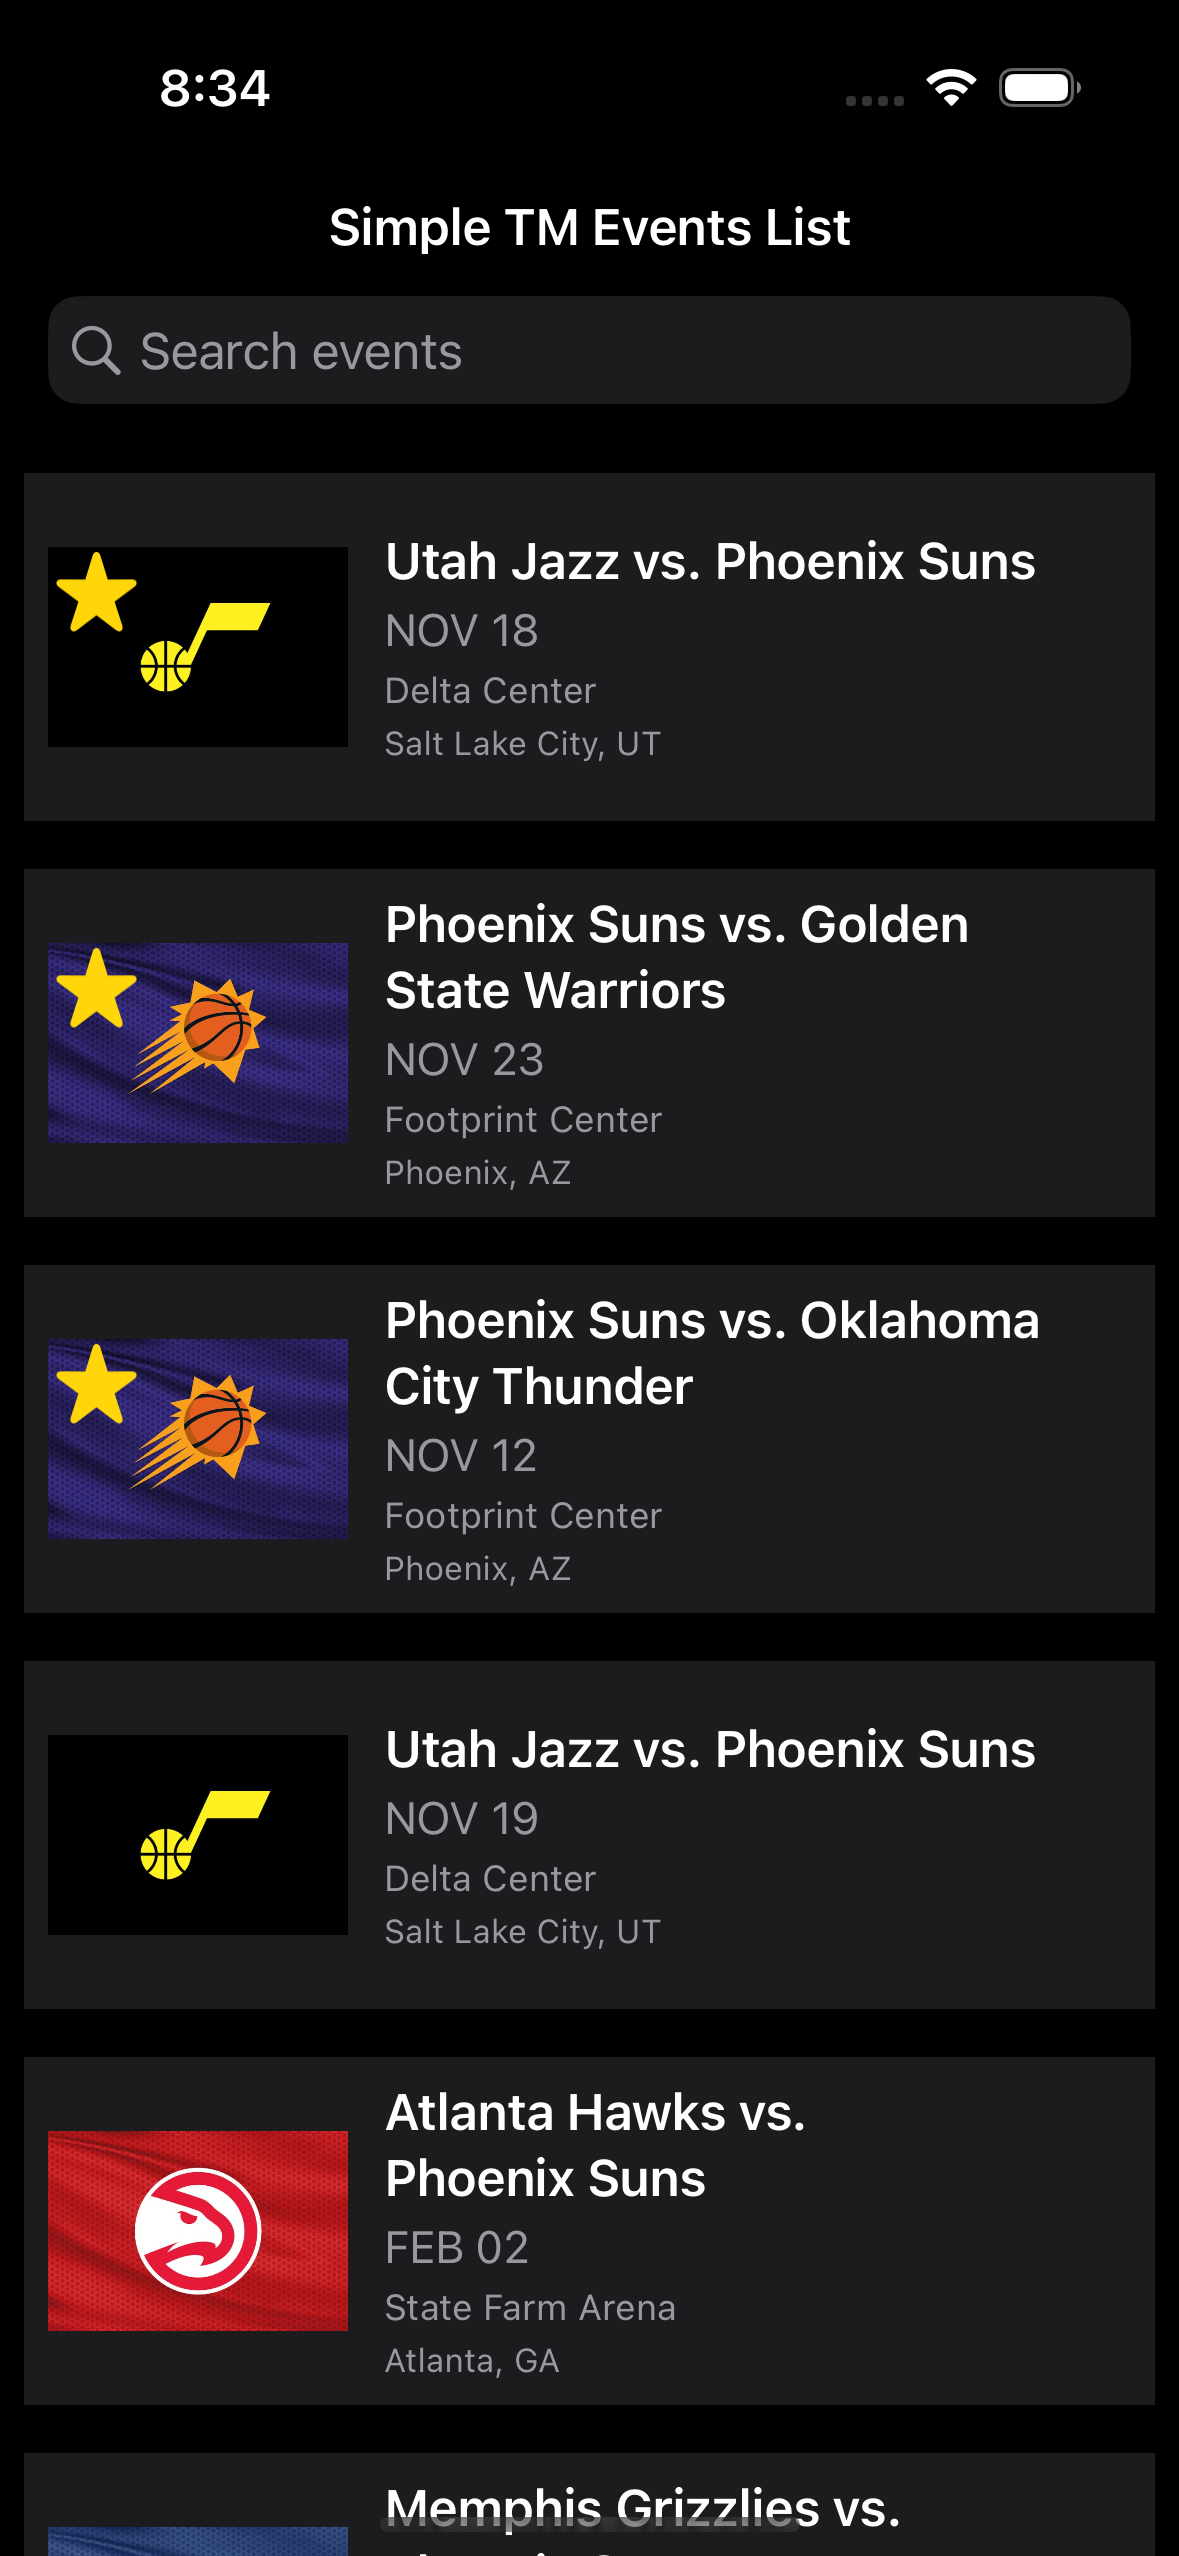 8:34
Simple TM Events List
Search events
Utah Jazz vs. Phoenix Suns
NOV 18
Delta Center
Salt Lake City, UT
Phoenix Suns vs. Golden
State Warriors
NOV 23
Footprint Center
Phoenix, AZ
Phoenix Suns vs. Oklahoma
City Thunder
NOV 12
Footprint Center
Phoenix, AZ
Utah Jazz vs. Phoenix Suns
NOV 19
Delta Center
Salt Lake City, UT
Atlanta Hawks vs.
Phoenix Suns
FEB 02
State Farm Arena
Atlanta, GA
Memphis Grizzlies vs.